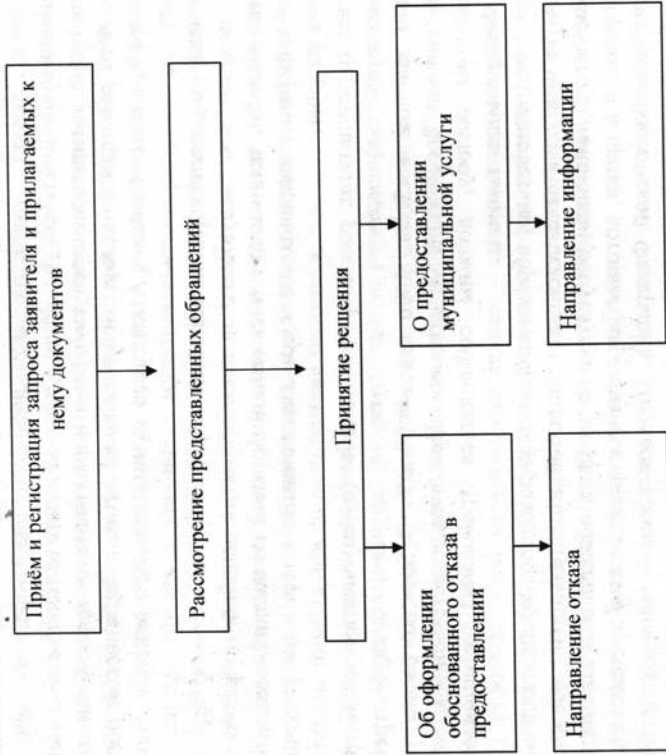 Приём и регистрация запроса заявителя и прилагаемых к
нему документов
Рассмотрение представленных обращений
Принятие решения
Об оформлении
обоснованного отказа в
предоставлении
О предоставлении
муниципальной услуги
Направление отказа
Направление информации